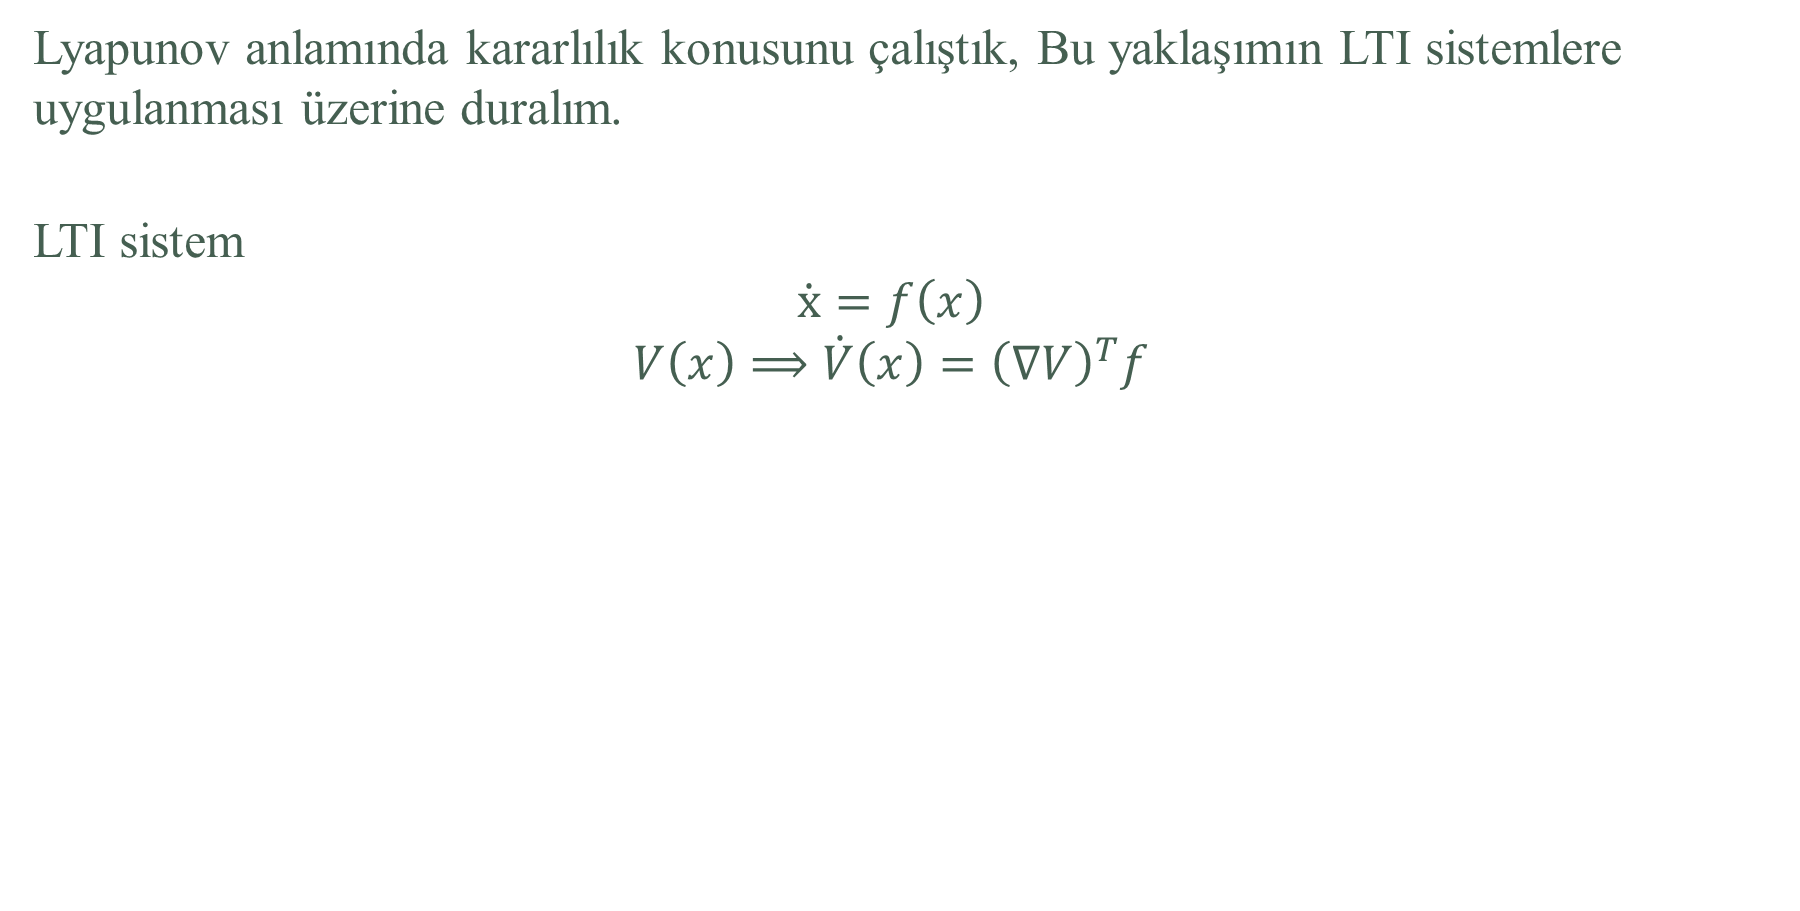 Lyapunov anlamında kararlılık konusunu çalıştık, Bu yaklaşımın LTI sistemlere
uygulanması üzerine duralım.
LTI sistem
ẋ = f(x)
V(x) ⟹ V̇(x) = (∇V)ᵀ f